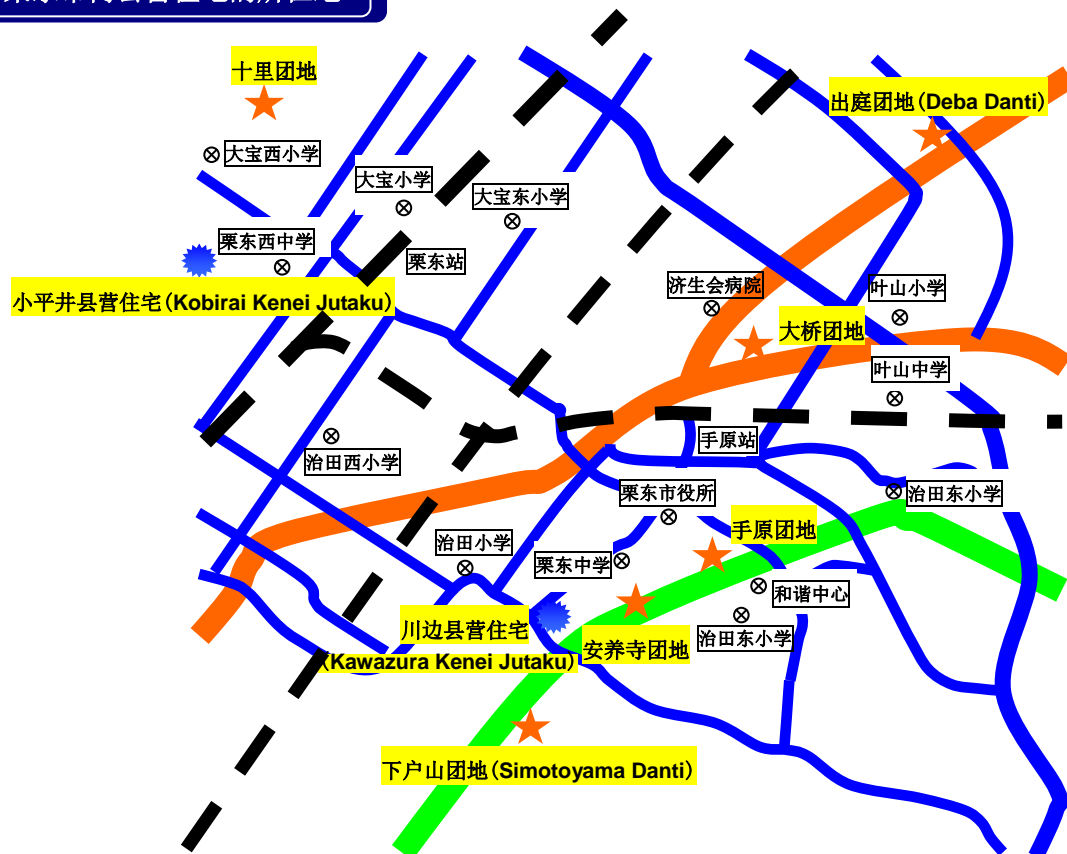 十里团地
出庭团地(Deba Danti)
大宝西小学
大宝小学
大宝东小学
栗东西中学
栗东站
济生会病院
叶山小学
小平井县营住宅(Kobirai Kenei Jutaku)
大桥团地
叶山中学
手原站
治田西小学
栗东市役所
治田东小学
手原团地
治田小学
栗东中学
和谐中心
川边县营住宅
(Kawazura Kenei Jutaku)
安养寺团地
治田东小学
下户山团地(Simotoyama Danti)